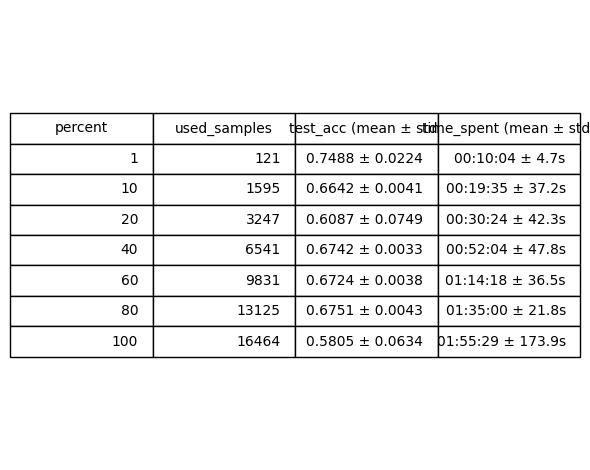 percent used_samples test_acc (mean ± std) time_spent (mean ± std)
1 121 0.7488 ± 0.0224 00:10:04 ± 4.7s
10 1595 0.6642 ± 0.0041 00:19:35 ± 37.2s
20 3247 0.6087 ± 0.0749 00:30:24 ± 42.3s
40 6541 0.6742 ± 0.0033 00:52:04 ± 47.8s
60 9831 0.6724 ± 0.0038 01:14:18 ± 36.5s
80 13125 0.6751 ± 0.0043 01:35:00 ± 21.8s
100 16464 0.5805 ± 0.0634 01:55:29 ± 173.9s